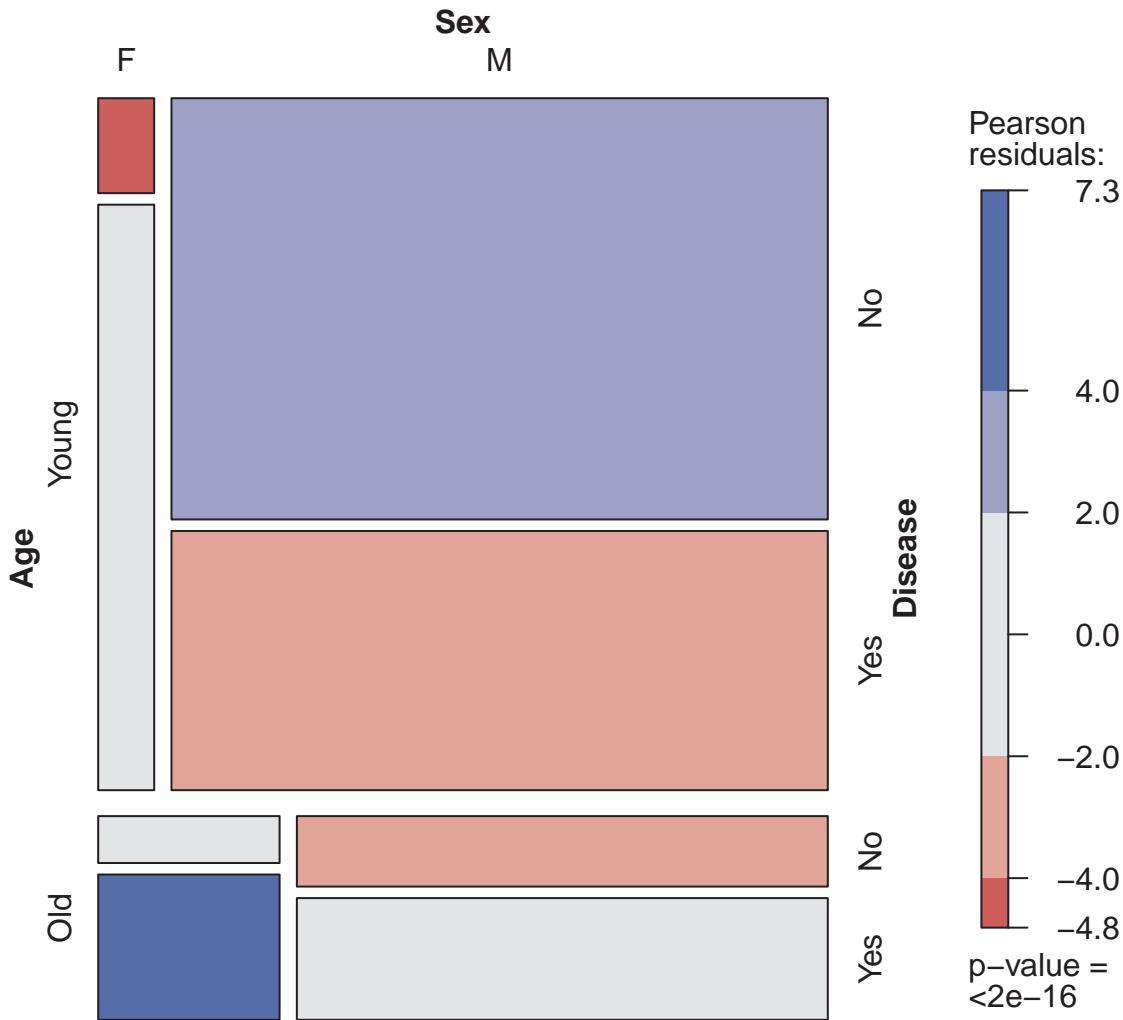 Sex
F
M
Pearson
residuals:
7.3
4.0
2.0
0.0
−2.0
−4.0
−4.8
p−value =
<2e−16
Age
Young
Old
Disease
No
Yes
No
Yes